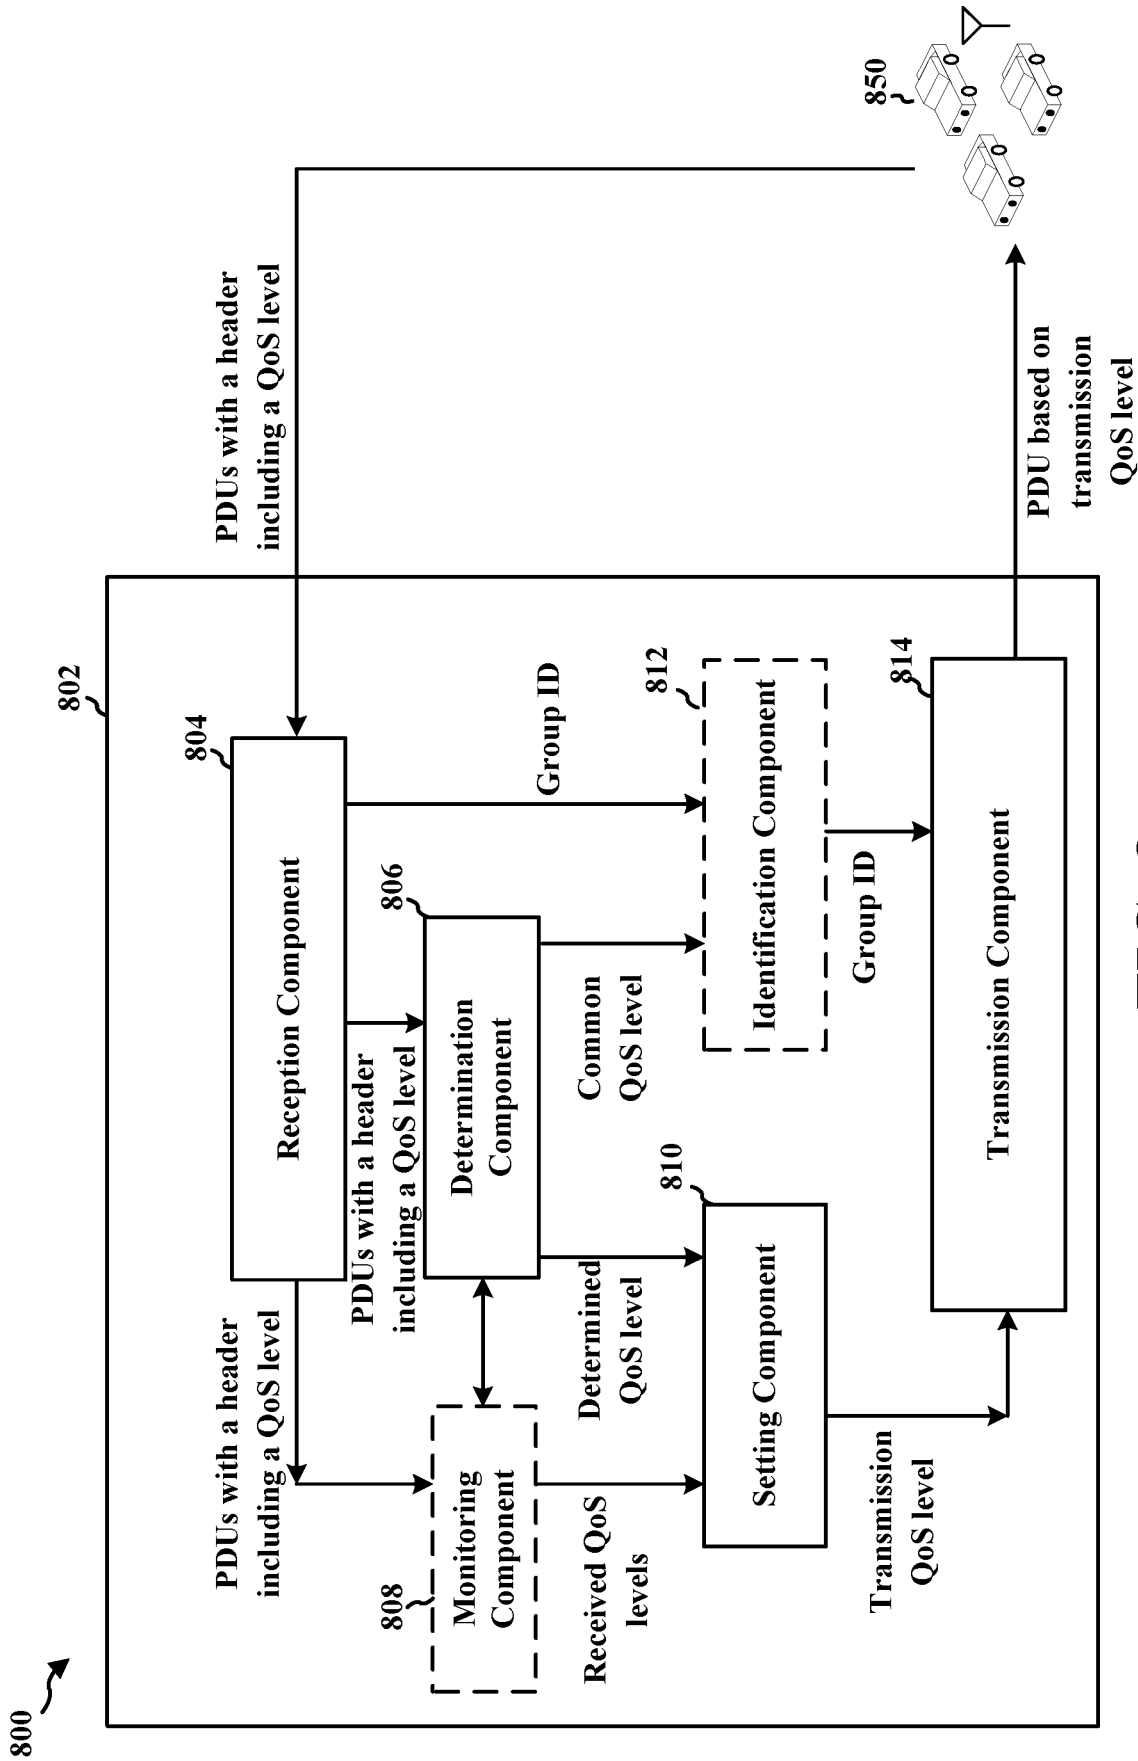 800
802
PDUs with a header
including a QoS level
850
804
Reception Component
PDUs with a header
including a QoS level
PDUs with a header
including a QoS level
Group ID
806
Determination
Component
808
Monitoring
Component
Received QoS
levels
Determined
QoS level
Common
QoS level
812
Identification Component
810
Setting Component
Group ID
Transmission
QoS level
814
Transmission Component
PDU based on
transmission
QoS level